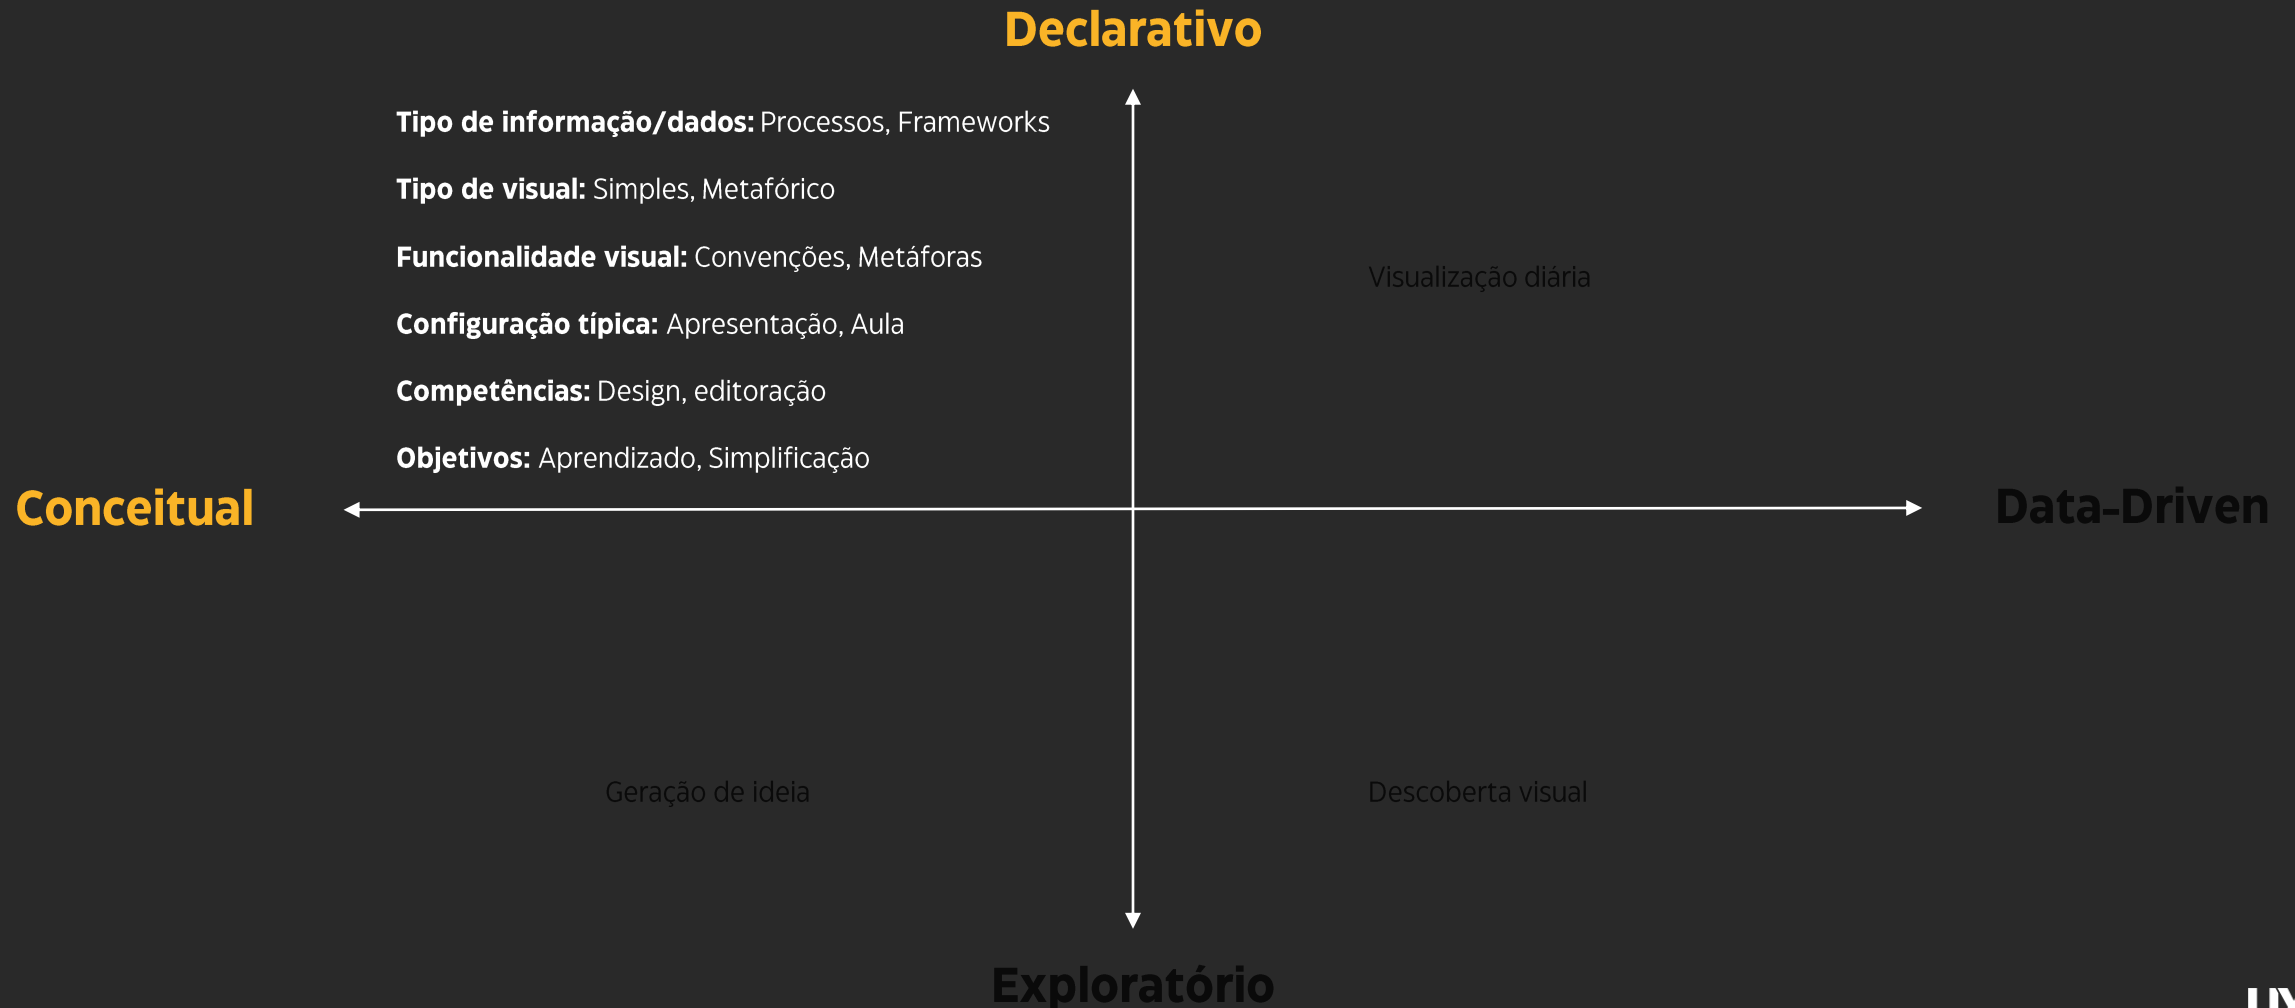 Declarativo
Tipo de informação/dados: Processos, Frameworks
Tipo de visual: Simples, Metafórico
Funcionalidade visual: Convenções, Metáforas
Visualização diária
Configuração típica: Apresentação, Aula
Competências: Design, editoração
Objetivos: Aprendizado, Simplificação
Conceitual
Data-Driven
Geração de ideia
Descoberta visual
Exploratório